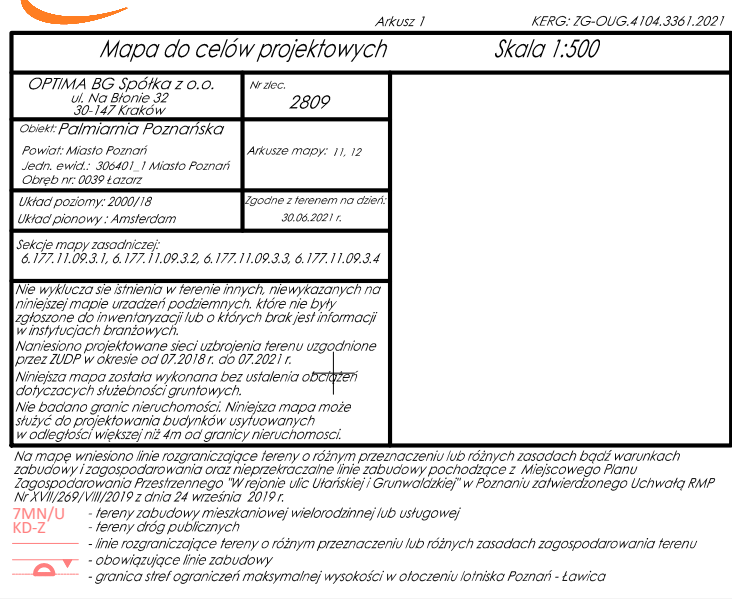 Arkusz 1
KERG: ZG-OUG.4104.3361.2021
Mapa do celów projektowych
Skala 1:500
OPTIMA BG Spółka z o.o.
ul. Na Błonie 32
30-147 Kraków
Nr zlec.
2809
Obiekt: Palmiarnia Poznańska
Powiat: Miasto Poznań
Jedn. ewid.: 306401_1 Miasto Poznań
Obręb nr: 0039 Łazarz
Arkusze mapy: 11, 12
Układ poziomy: 2000/18
Układ pionowy : Amsterdam
Zgodne z terenem na dzień:
30.06.2021 r.
Sekcje mapy zasadniczej:
6.177.11.09.3.1, 6.177.11.09.3.2, 6.177.11.09.3.3, 6.177.11.09.3.4
Nie wyklucza sie istnienia w terenie innych, niewykazanych na
niniejszej mapie urzadzeń podziemnych. które nie były
zgłoszone do inwentaryzacji lub o których brak jest informacji
w instytucjach branżowych.
Naniesiono projektowane sieci uzbrojenia terenu uzgodnione
przez ZUDP w okresie od 07.2018 r. do 07.2021 r.
Niniejsza mapa została wykonana bez ustalenia obciążeń
dotyczacych służebności gruntowych.
Nie badano granic nieruchomości. Niniejsza mapa może
służyć do projektowania budynków usytuowanych
w odległości większej niż 4m od granicy nieruchomosci.
Na mapę wniesiono linie rozgraniczające tereny o różnym przeznaczeniu lub różnych zasadach bądź warunkach
zabudowy i zagospodarowania oraz nieprzekraczalne linie zabudowy pochodzące z Miejscowego Planu
Zagospodarowania Przestrzennego "W rejonie ulic Ułańskiej i Grunwaldzkiej" w Poznaniu zatwierdzonego Uchwałą RMP
Nr XVII/269/VIII/2019 z dnia 24 września 2019 r.
7MN/U - tereny zabudowy mieszkaniowej wielorodzinnej lub usługowej
KD-Z - tereny dróg publicznych
- linie rozgraniczające tereny o różnym przeznaczeniu lub różnych zasadach zagospodarowania terenu
- obowiązujące linie zabudowy
- granica stref ograniczeń maksymalnej wysokości w otoczeniu lotniska Poznań - Ławica